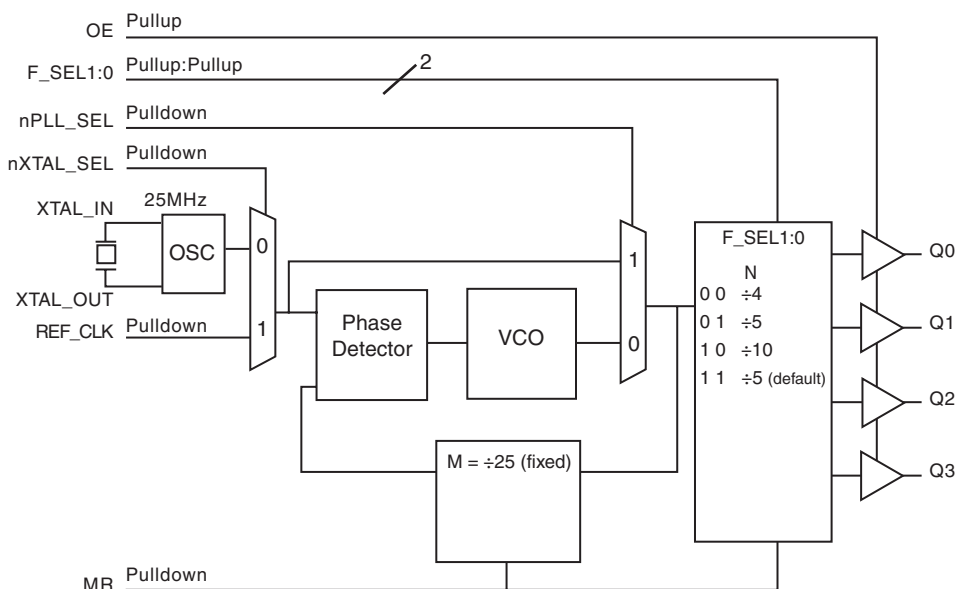 OE Pullup
F_SEL1:0 Pullup:Pullup 2
nPLL_SEL Pulldown
nXTAL_SEL Pulldown
XTAL_IN 25MHz
OSC
XTAL_OUT
REF_CLK Pulldown
0
1
Phase
Detector
VCO
1
0
M = ÷25 (fixed)
F_SEL1:0
N
0 0 ÷4
0 1 ÷5
1 0 ÷10
1 1 ÷5 (default)
Q0
Q1
Q2
Q3
MR Pulldown